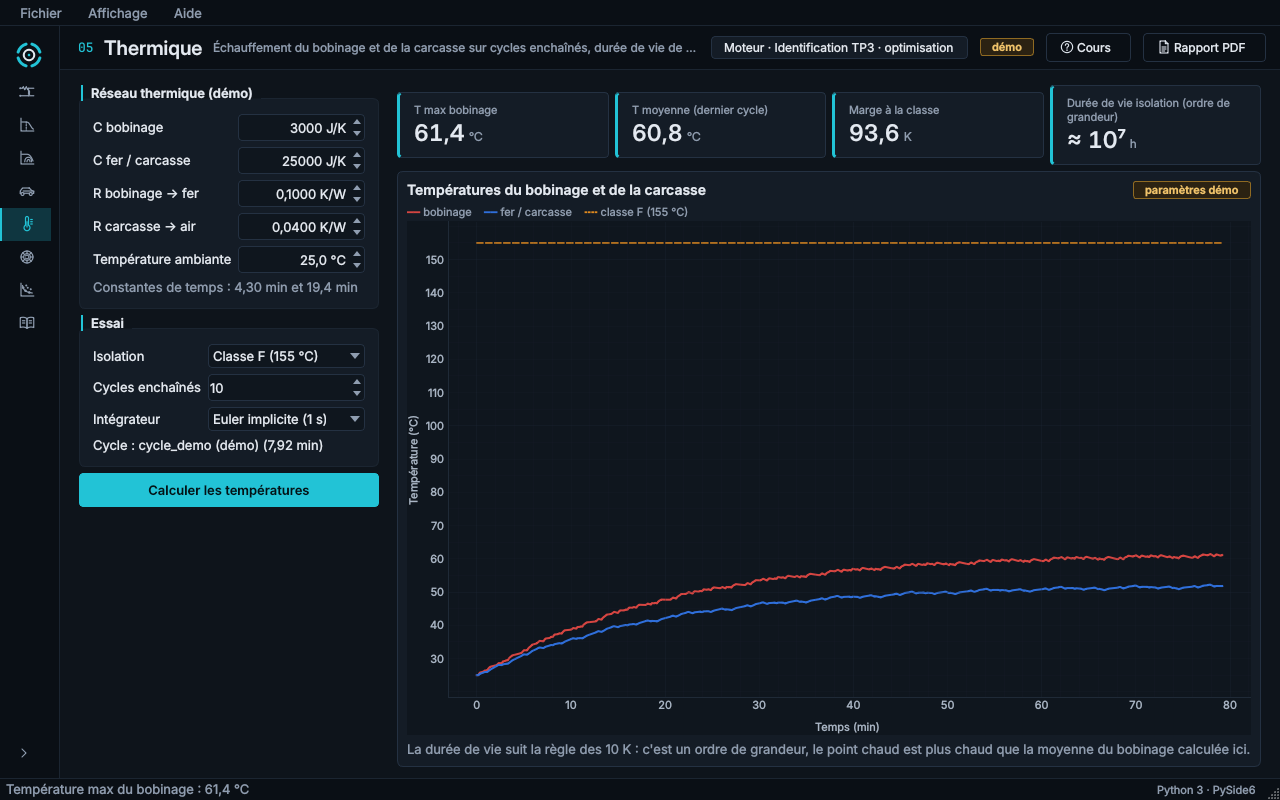 Fichier Affichage Aide
05 Thermique Échauffement du bobinage et de la carcasse sur cycles enchaînés, durée de vie de ... Moteur · Identification TP3 · optimisation démo Cours Rapport PDF
Réseau thermique (démo)
C bobinage 3000 J/K
C fer / carcasse 25000 J/K
R bobinage → fer 0,1000 K/W
R carcasse → air 0,0400 K/W
Température ambiante 25,0 °C
Constantes de temps : 4,30 min et 19,4 min
Essai
Isolation Classe F (155 °C)
Cycles enchaînés 10
Intégrateur Euler implicite (1 s)
Cycle : cycle_demo (démo) (7,92 min)
Calculer les températures
T max bobinage
61,4 °C
T moyenne (dernier cycle)
60,8 °C
Marge à la classe
93,6 K
Durée de vie isolation (ordre de
grandeur)
≈ 10⁷ h
Températures du bobinage et de la carcasse paramètres démo
bobinage fer / carcasse classe F (155 °C)
150
140
130
120
110
100
90
80
70
60
50
40
30
Température (°C)
0 10 20 30 40 50 60 70 80
Temps (min)
La durée de vie suit la règle des 10 K : c'est un ordre de grandeur, le point chaud est plus chaud que la moyenne du bobinage calculée ici.
Température max du bobinage : 61,4 °C Python 3 · PySide6